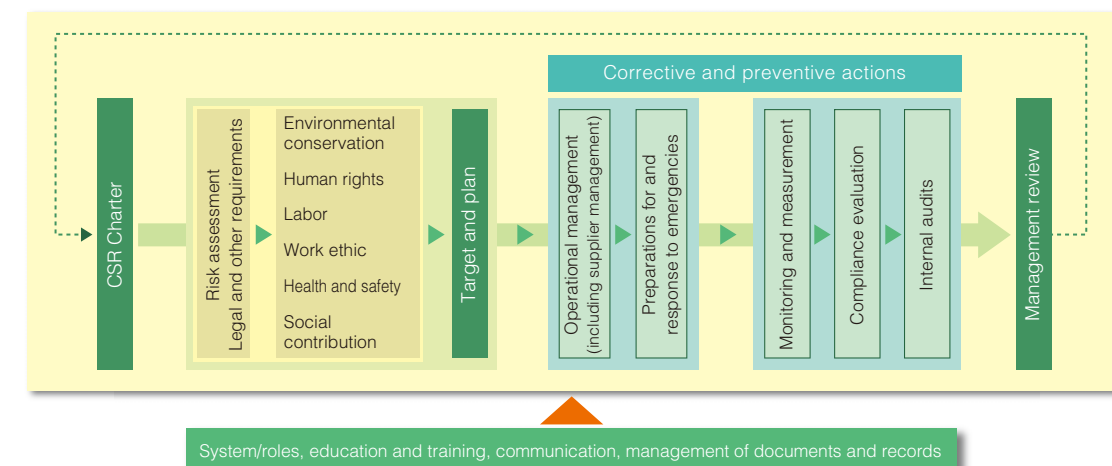 Corrective and preventive actions
CSR Charter
Risk assessment
Legal and other requirements
Environmental
conservation
Human rights
Labor
Work ethic
Health and safety
Social
contribution
Target and plan
Operational management
(including supplier management)
Preparations for and
response to emergencies
Monitoring and measurement
Compliance evaluation
Internal audits
Management review
System/roles, education and training, communication, management of documents and records